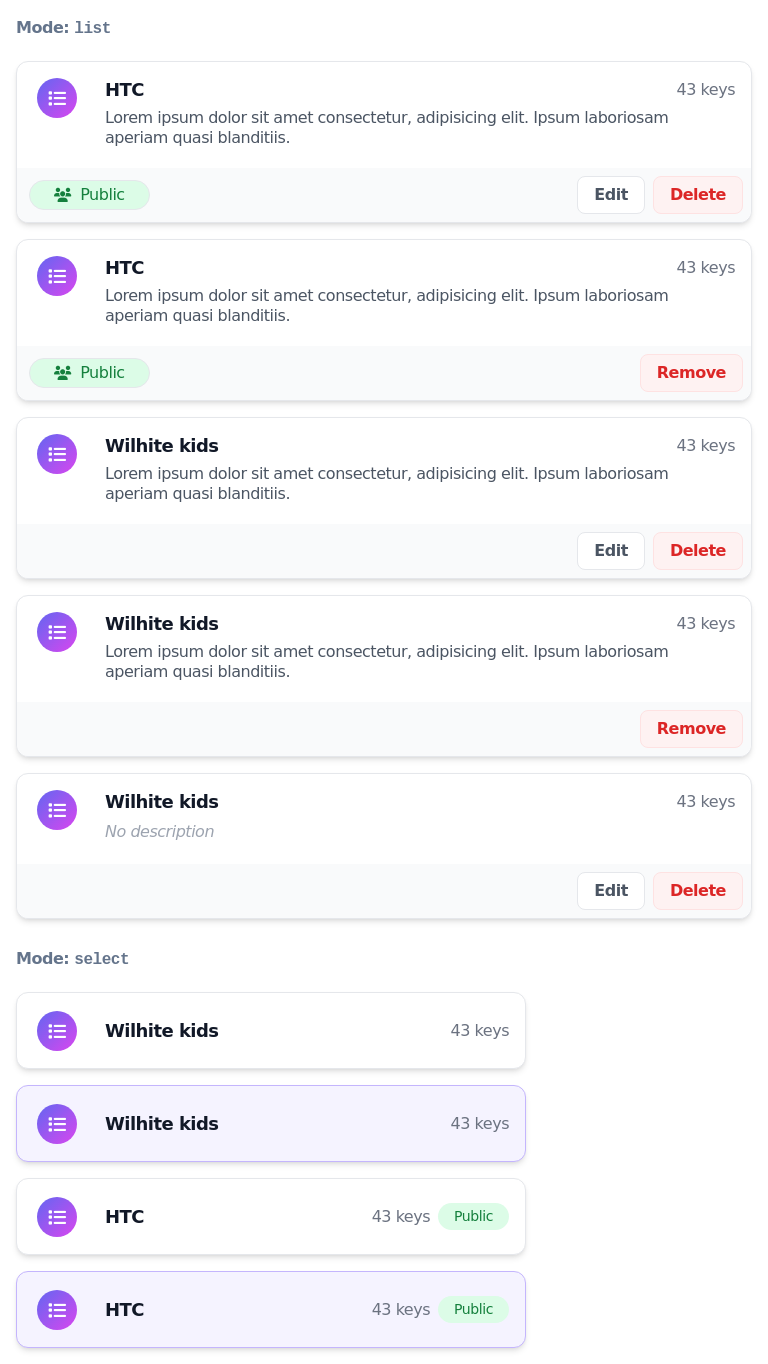 Mode: list
HTC
43 keys
Lorem ipsum dolor sit amet consectetur, adipisicing elit. Ipsum laboriosam
aperiam quasi blanditiis.
Public
Edit
Delete
HTC
43 keys
Lorem ipsum dolor sit amet consectetur, adipisicing elit. Ipsum laboriosam
aperiam quasi blanditiis.
Public
Remove
Wilhite kids
43 keys
Lorem ipsum dolor sit amet consectetur, adipisicing elit. Ipsum laboriosam
aperiam quasi blanditiis.
Edit
Delete
Wilhite kids
43 keys
Lorem ipsum dolor sit amet consectetur, adipisicing elit. Ipsum laboriosam
aperiam quasi blanditiis.
Remove
Wilhite kids
43 keys
No description
Edit
Delete
Mode: select
Wilhite kids
43 keys
Wilhite kids
43 keys
HTC
43 keys
Public
HTC
43 keys
Public